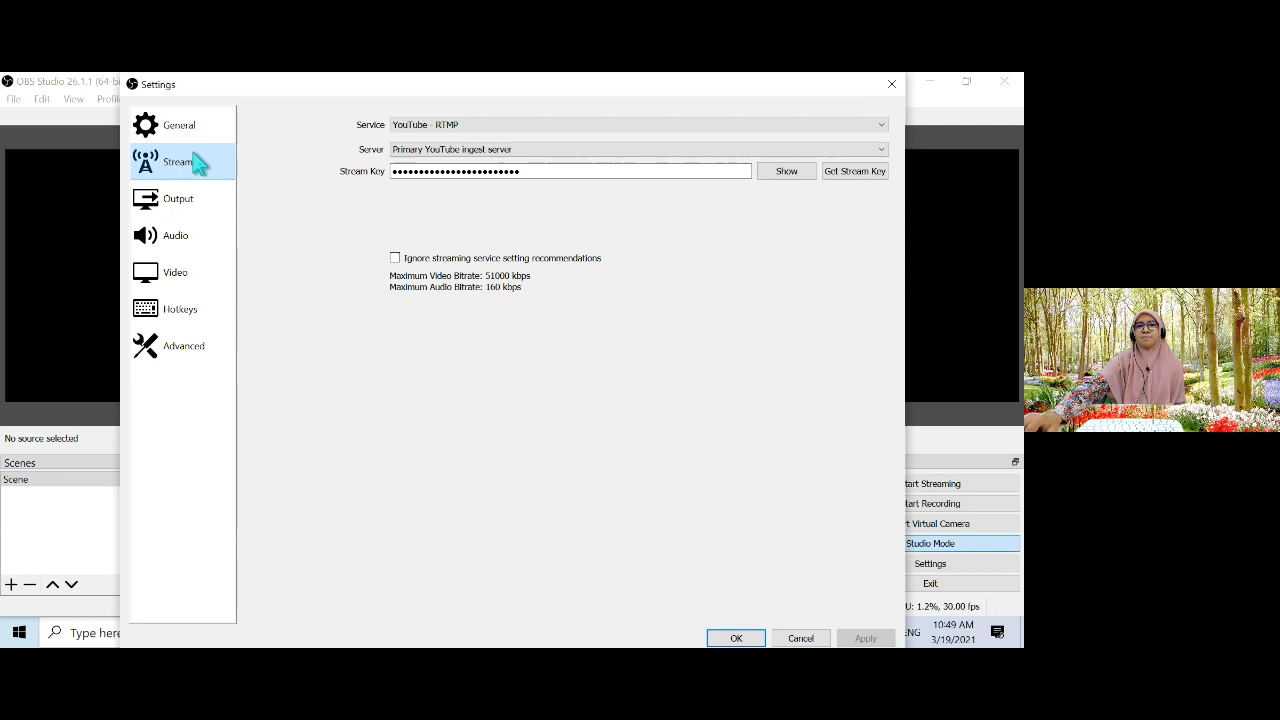 OBS Studio 26.1.1 (64-bi
Settings
File Edit View Profil
General
Stream
Output
Audio
Video
Hotkeys
Advanced
Service YouTube - RTMP
Server Primary YouTube ingest server
Stream Key ●●●●●●●●●●●●●●●●●●●●●●●● Show Get Stream Key
Ignore streaming service setting recommendations
Maximum Video Bitrate: 51000 kbps
Maximum Audio Bitrate: 160 kbps
No source selected
Scenes
Scene
tart Streaming
tart Recording
t Virtual Camera
Studio Mode
Settings
Exit
U: 1.2%, 30.00 fps
OK Cancel Apply
Type here
ENG
10:49 AM
3/19/2021